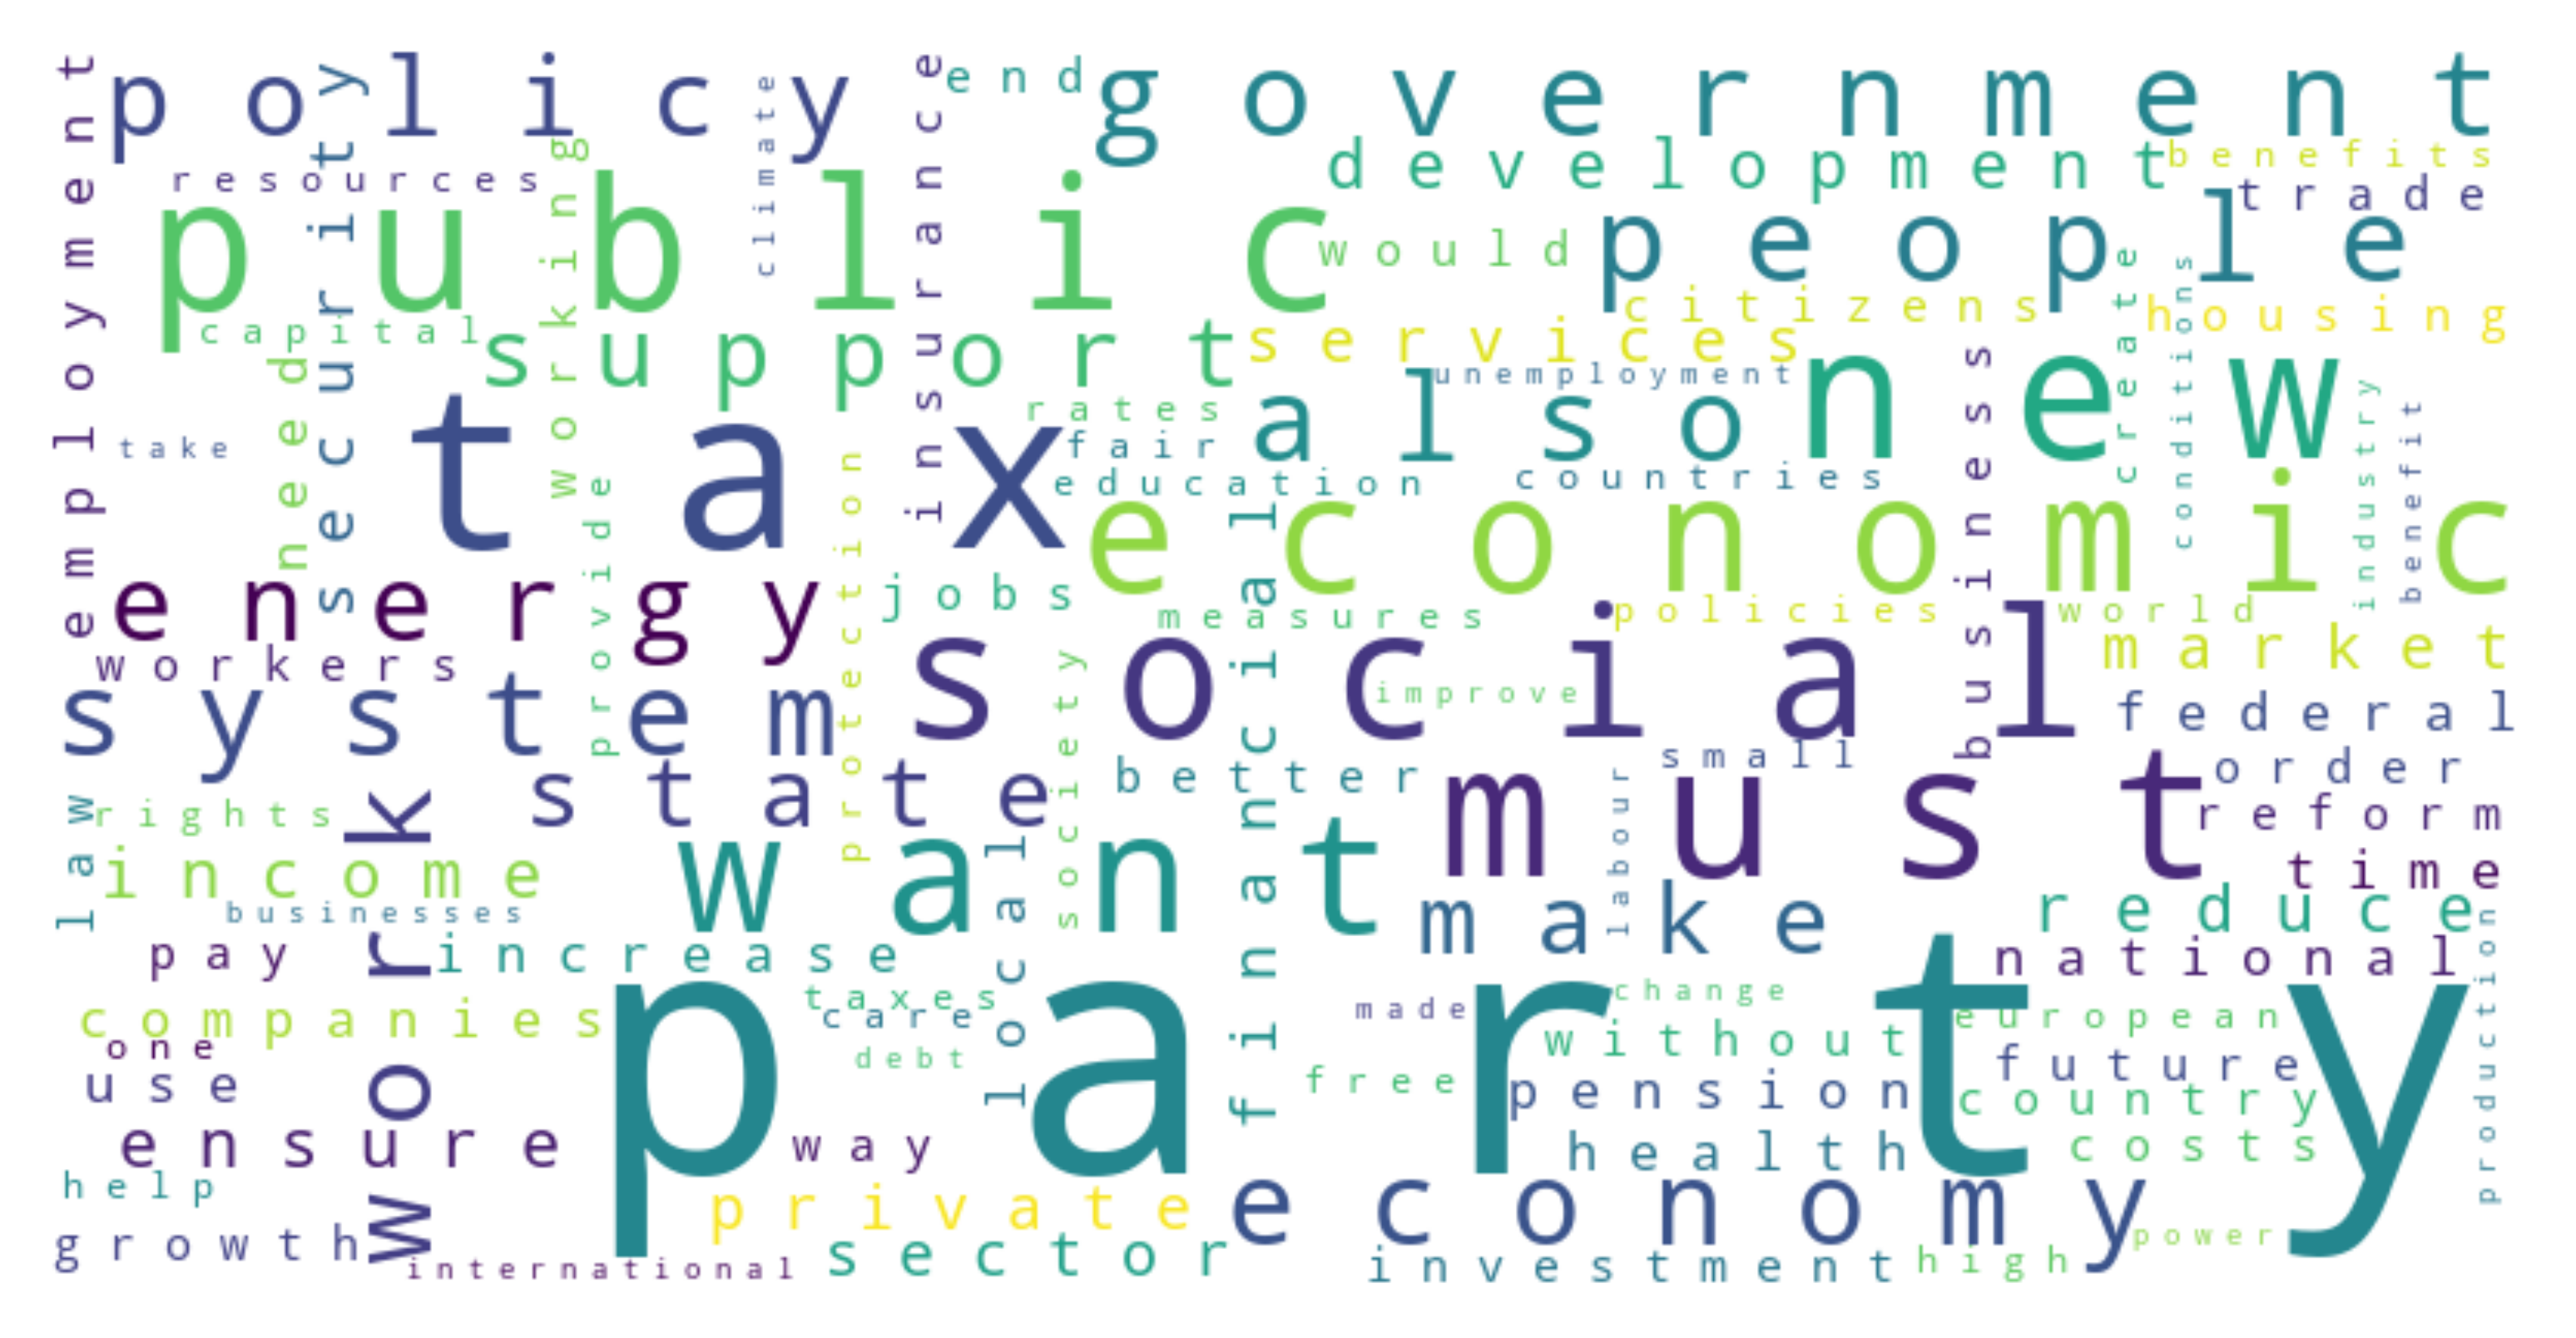 employment
policy
security
climate
insurance
end
government
resources
working
development
benefits
trade
public
would
people
capital
support
services
citizens
create
conditions
housing
need
unemployment
also
new
take
tax
rates
fair
education
countries
business
industry
benefit
provide
protection
economic
energy
jobs
measures
policies
world
market
workers
system
social
improve
federal
society
financial
small
order
state
better
must
reform
law
rights
work
labour
time
income
want
local
make
reduce
businesses
pay
increase
national
production
companies
party
taxes
care
debt
made
change
european
one
use
free
without
future
pension
country
ensure
way
health
costs
help
private
economy
power
growth
international
sector
investment
high